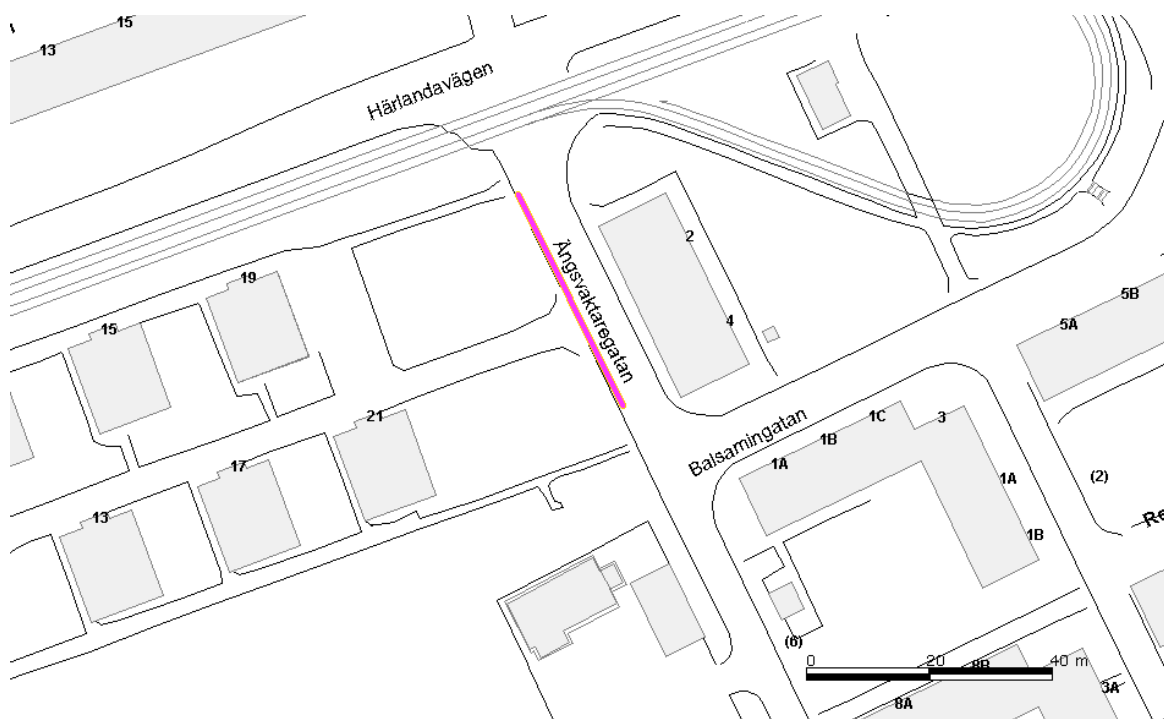 15
13
Härlandavägen
2
Ängsvaktaregatan
19
5B
15
4
5A
21
Balsamingatan
1C
3
1B
1A
17
1A
(2)
13
Re
1B
(6)
0 20 40 m
8B
3A
8A